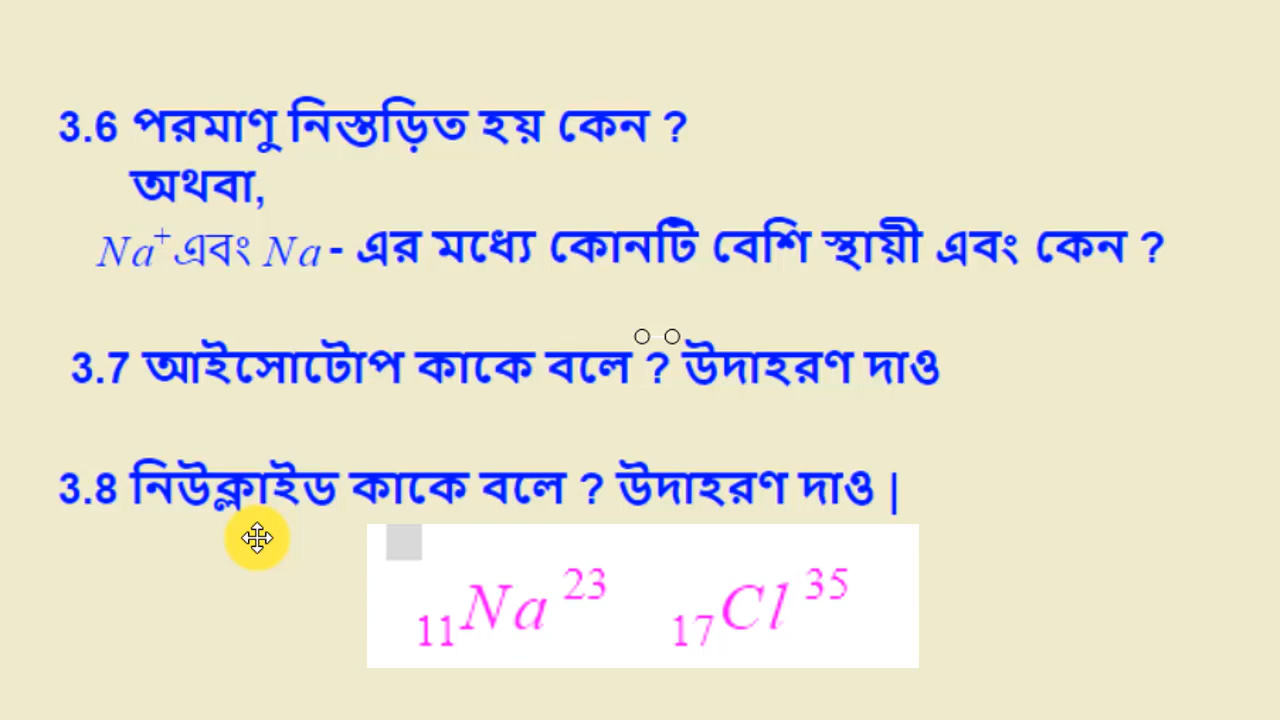 3.6 পরমাণু নিস্তড়িত হয় কেন ?
অথবা,
Na⁺ এবং Na - এর মধ্যে কোনটি বেশি স্থায়ী এবং কেন ?
3.7 আইসোটোপ কাকে বলে ? উদাহরণ দাও
3.8 নিউক্লাইড কাকে বলে ? উদাহরণ দাও |
₁₁Na²³ ₁₇Cl³⁵